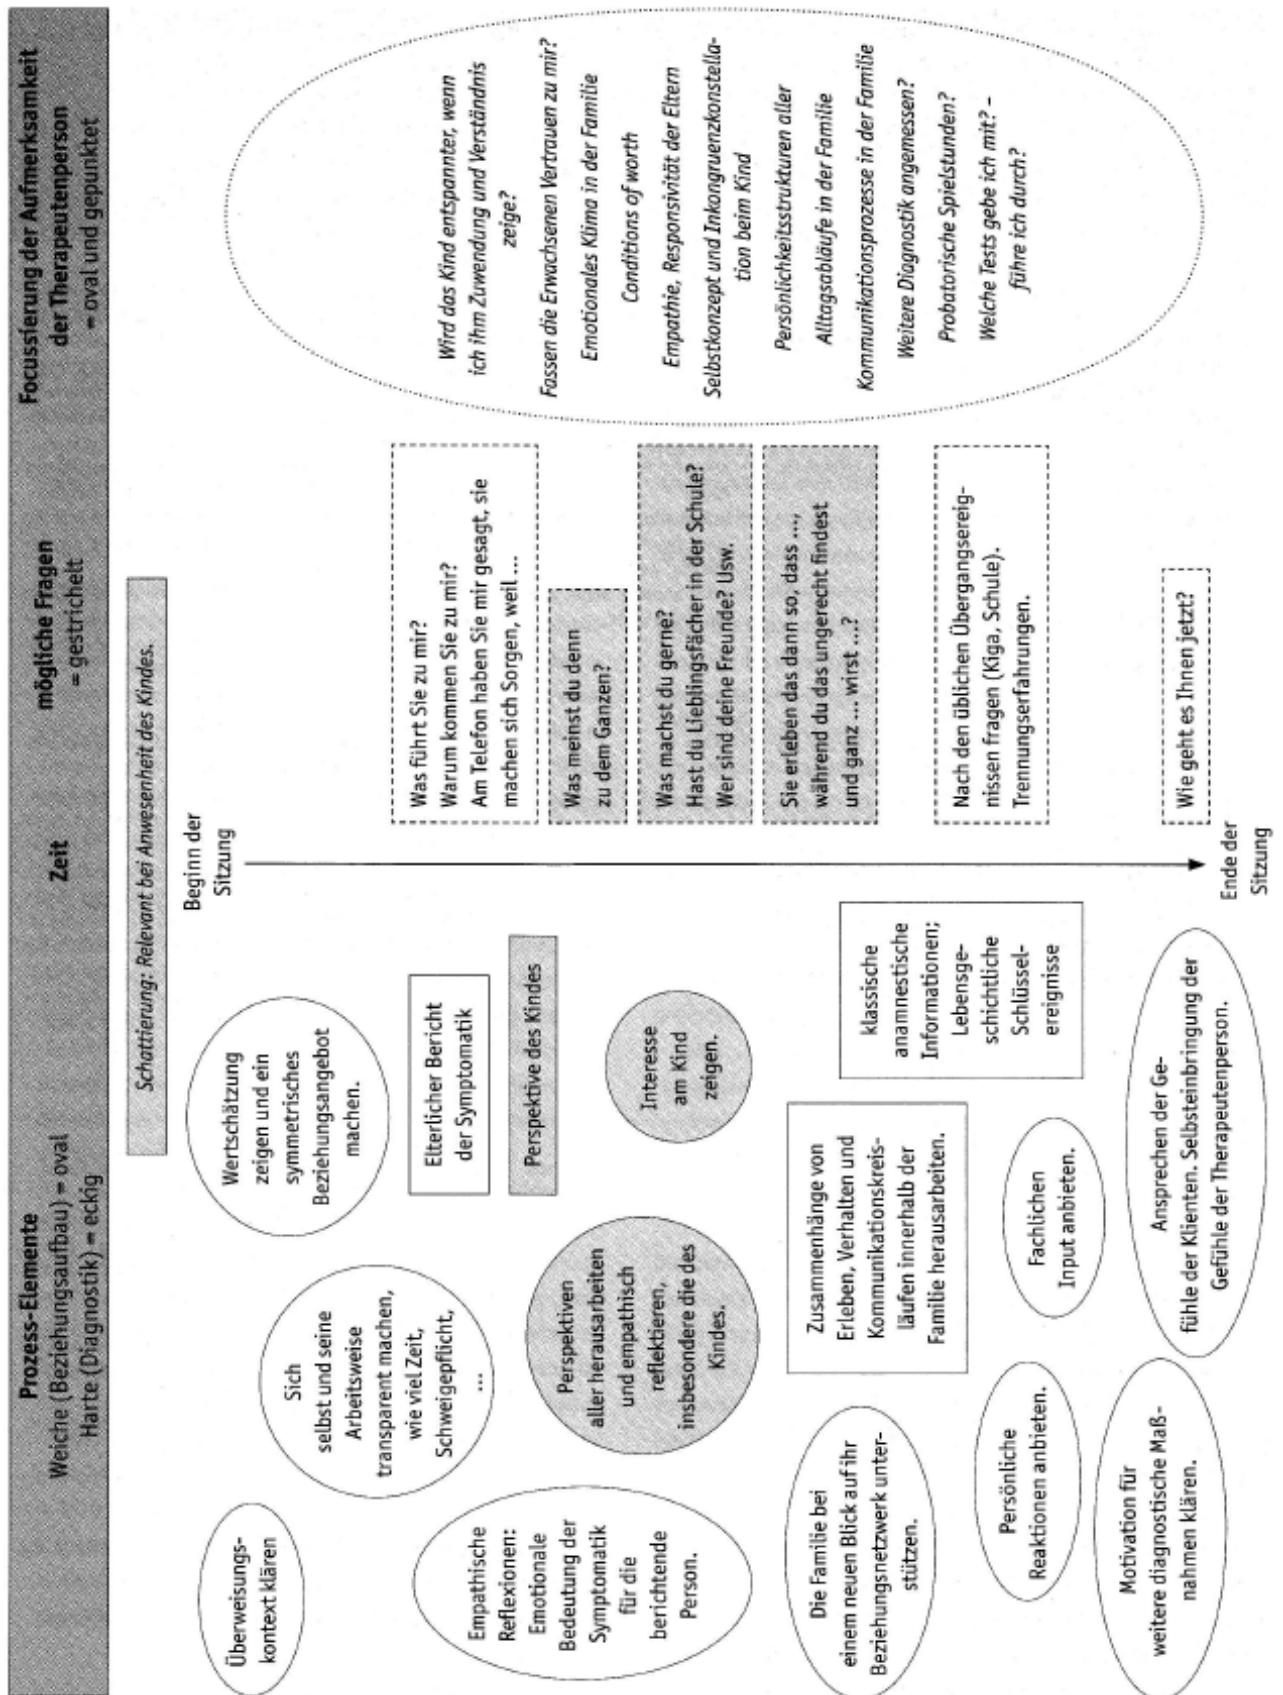 Prozess-Elemente
Weiche (Beziehungsaufbau) = oval
Harte (Diagnostik) = eckig
Zeit
mögliche Fragen
= gestrichelt
Focussierung der Aufmerksamkeit
der Therapeutenperson
= oval und gepunktet
Schattierung: Relevant bei Anwesenheit des Kindes.
Überweisungs-
kontext klären
Sich
selbst und seine
Arbeitsweise
transparent machen,
wie viel Zeit,
Schweigepflicht,
...
Wertschätzung
zeigen und ein
symmetrisches
Beziehungsangebot
machen.
Empathische
Reflexionen:
Emotionale
Bedeutung der
Symptomatik
für die
berichtende
Person.
Elterlicher Bericht
der Symptomatik
Perspektive des Kindes
Perspektiven
aller herausarbeiten
und empathisch
reflektieren,
insbesondere die des
Kindes.
Interesse
am Kind
zeigen.
Die Familie bei
einem neuen Blick auf ihr
Beziehungsnetzwerk unter-
stützen.
Zusammenhänge von
Erleben, Verhalten und
Kommunikationskreis-
läufen innerhalb der
Familie herausarbeiten.
klassische
anamnestische
Informationen;
Lebensge-
schichtliche
Schlüssel-
ereignisse
Persönliche
Reaktionen anbieten.
Fachlichen
Input anbieten.
Motivation für
weitere diagnostische Maß-
nahmen klären.
Ansprechen der Ge-
fühle der Klienten. Selbsteinbringung der
Gefühle der Therapeutenperson.
Beginn der
Sitzung
Ende der
Sitzung
Was führt Sie zu mir?
Warum kommen Sie zu mir?
Am Telefon haben Sie mir gesagt, sie
machen sich Sorgen, weil ...
Was meinst du denn
zu dem Ganzen?
Was machst du gerne?
Hast du Lieblingsfächer in der Schule?
Wer sind deine Freunde? Usw.
Sie erleben das dann so, dass ...,
während du das ungerecht findest
und ganz ... wirst ...?
Nach den üblichen Übergangsereig-
nissen fragen (Kiga, Schule).
Trennungserfahrungen.
Wie geht es Ihnen jetzt?
Wird das Kind entspannter, wenn
ich ihm Zuwendung und Verständnis
zeige?
Fassen die Erwachsenen Vertrauen zu mir?
Emotionales Klima in der Familie
Conditions of worth
Empathie, Responsivität der Eltern
Selbstkonzept und Inkongruenzkonstella-
tion beim Kind
Persönlichkeitsstrukturen aller
Alltagsabläufe in der Familie
Kommunikationsprozesse in der Familie
Weitere Diagnostik angemessen?
Probatorische Spielstunden?
Welche Tests gebe ich mit? –
führe ich durch?